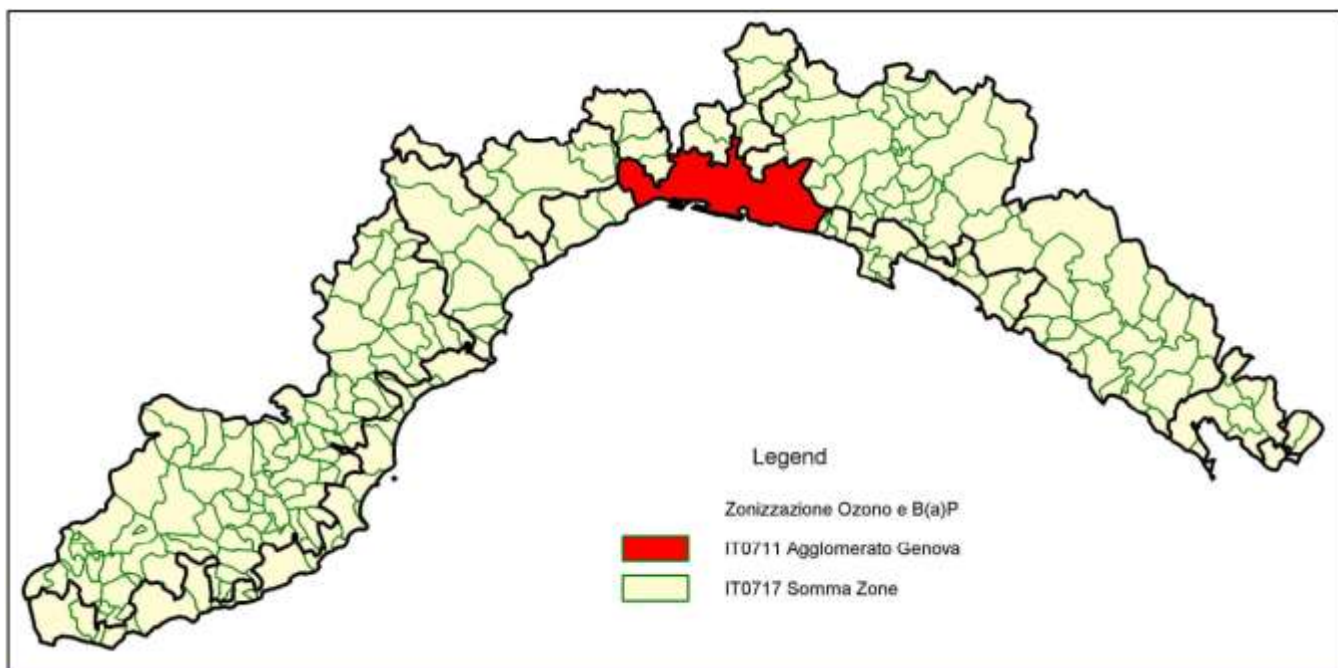 Legend
Zonizzazione Ozono e B(a)P
IT0711 Agglomerato Genova
IT0717 Somma Zone